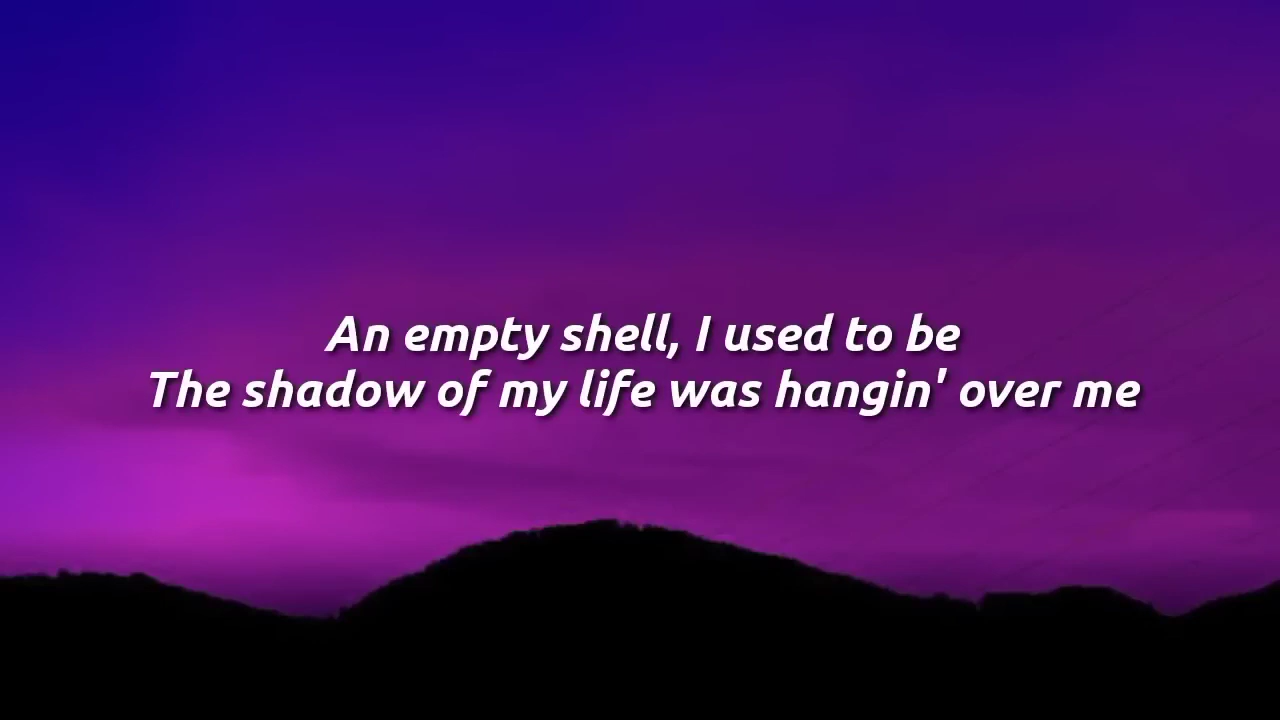 An empty shell, I used to be
The shadow of my life was hangin' over me